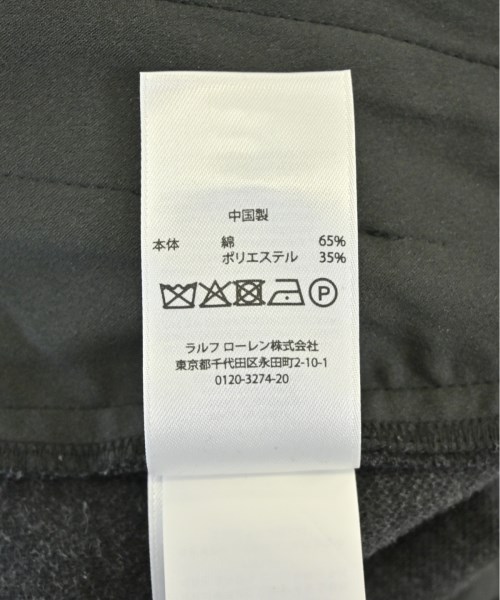 中国製
本体 綿 65%
ポリエステル 35%
P
ラルフ ローレン株式会社
東京都千代田区永田町2-10-1
0120-3274-20